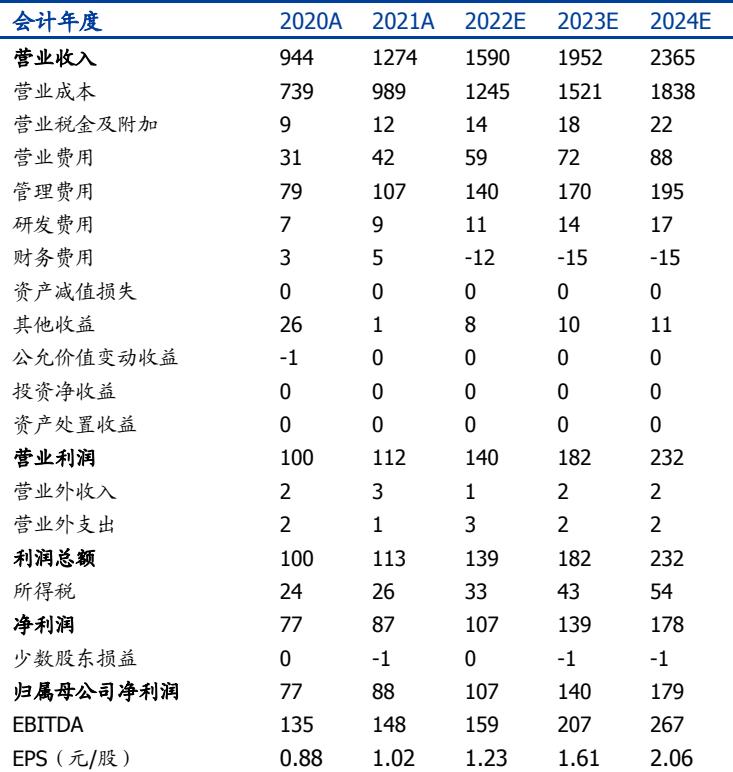 会计年度 2020A 2021A 2022E 2023E 2024E
营业收入 944 1274 1590 1952 2365
营业成本 739 989 1245 1521 1838
营业税金及附加 9 12 14 18 22
营业费用 31 42 59 72 88
管理费用 79 107 140 170 195
研发费用 7 9 11 14 17
财务费用 3 5 -12 -15 -15
资产减值损失 0 0 0 0 0
其他收益 26 1 8 10 11
公允价值变动收益 -1 0 0 0 0
投资净收益 0 0 0 0 0
资产处置收益 0 0 0 0 0
营业利润 100 112 140 182 232
营业外收入 2 3 1 2 2
营业外支出 2 1 3 2 2
利润总额 100 113 139 182 232
所得税 24 26 33 43 54
净利润 77 87 107 139 178
少数股东损益 0 -1 0 -1 -1
归属母公司净利润 77 88 107 140 179
EBITDA 135 148 159 207 267
EPS（元/股） 0.88 1.02 1.23 1.61 2.06